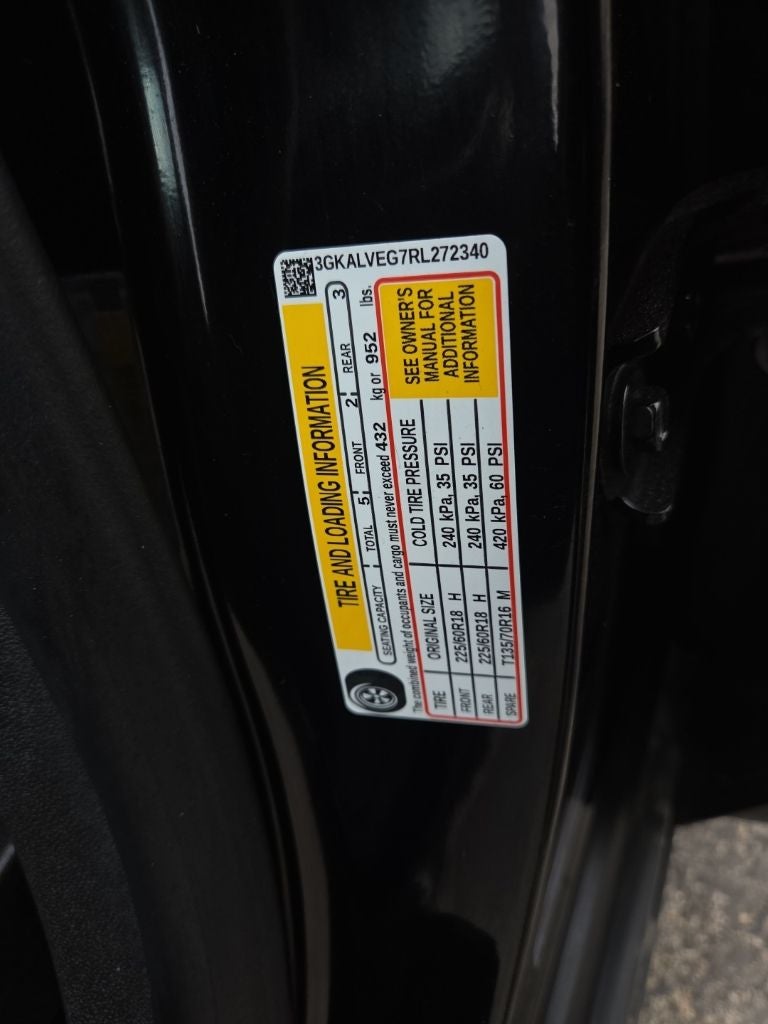 3GKALVEG7RL272340
TIRE AND LOADING INFORMATION
SEATING CAPACITY TOTAL 5 FRONT 2 REAR 3
The combined weight of occupants and cargo must never exceed 432 kg or 952 lbs.
TIRE ORIGINAL SIZE COLD TIRE PRESSURE
FRONT 225/60R18 H 240 kPa, 35 PSI
REAR 225/60R18 H 240 kPa, 35 PSI
SPARE T135/70R16 M 420 kPa, 60 PSI
SEE OWNER'S
MANUAL FOR
ADDITIONAL
INFORMATION